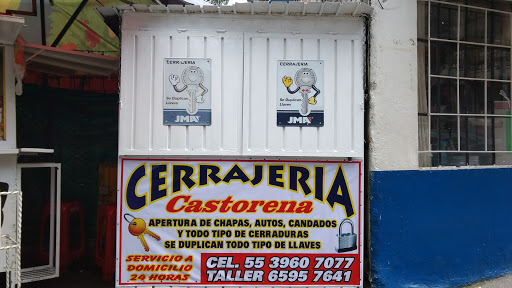 CERRAJERIA
Se Duplican
Llaves
JMA
CERRAJERIA
Se Duplican
Llaves
JMA
CERRAJERIA
Castorena
APERTURA DE CHAPAS, AUTOS, CANDADOS
Y TODO TIPO DE CERRADURAS
SE DUPLICAN TODO TIPO DE LLAVES
SERVICIO A
DOMICILIO
24 HORAS
CEL. 55 3960 7077
TALLER 6595 7641